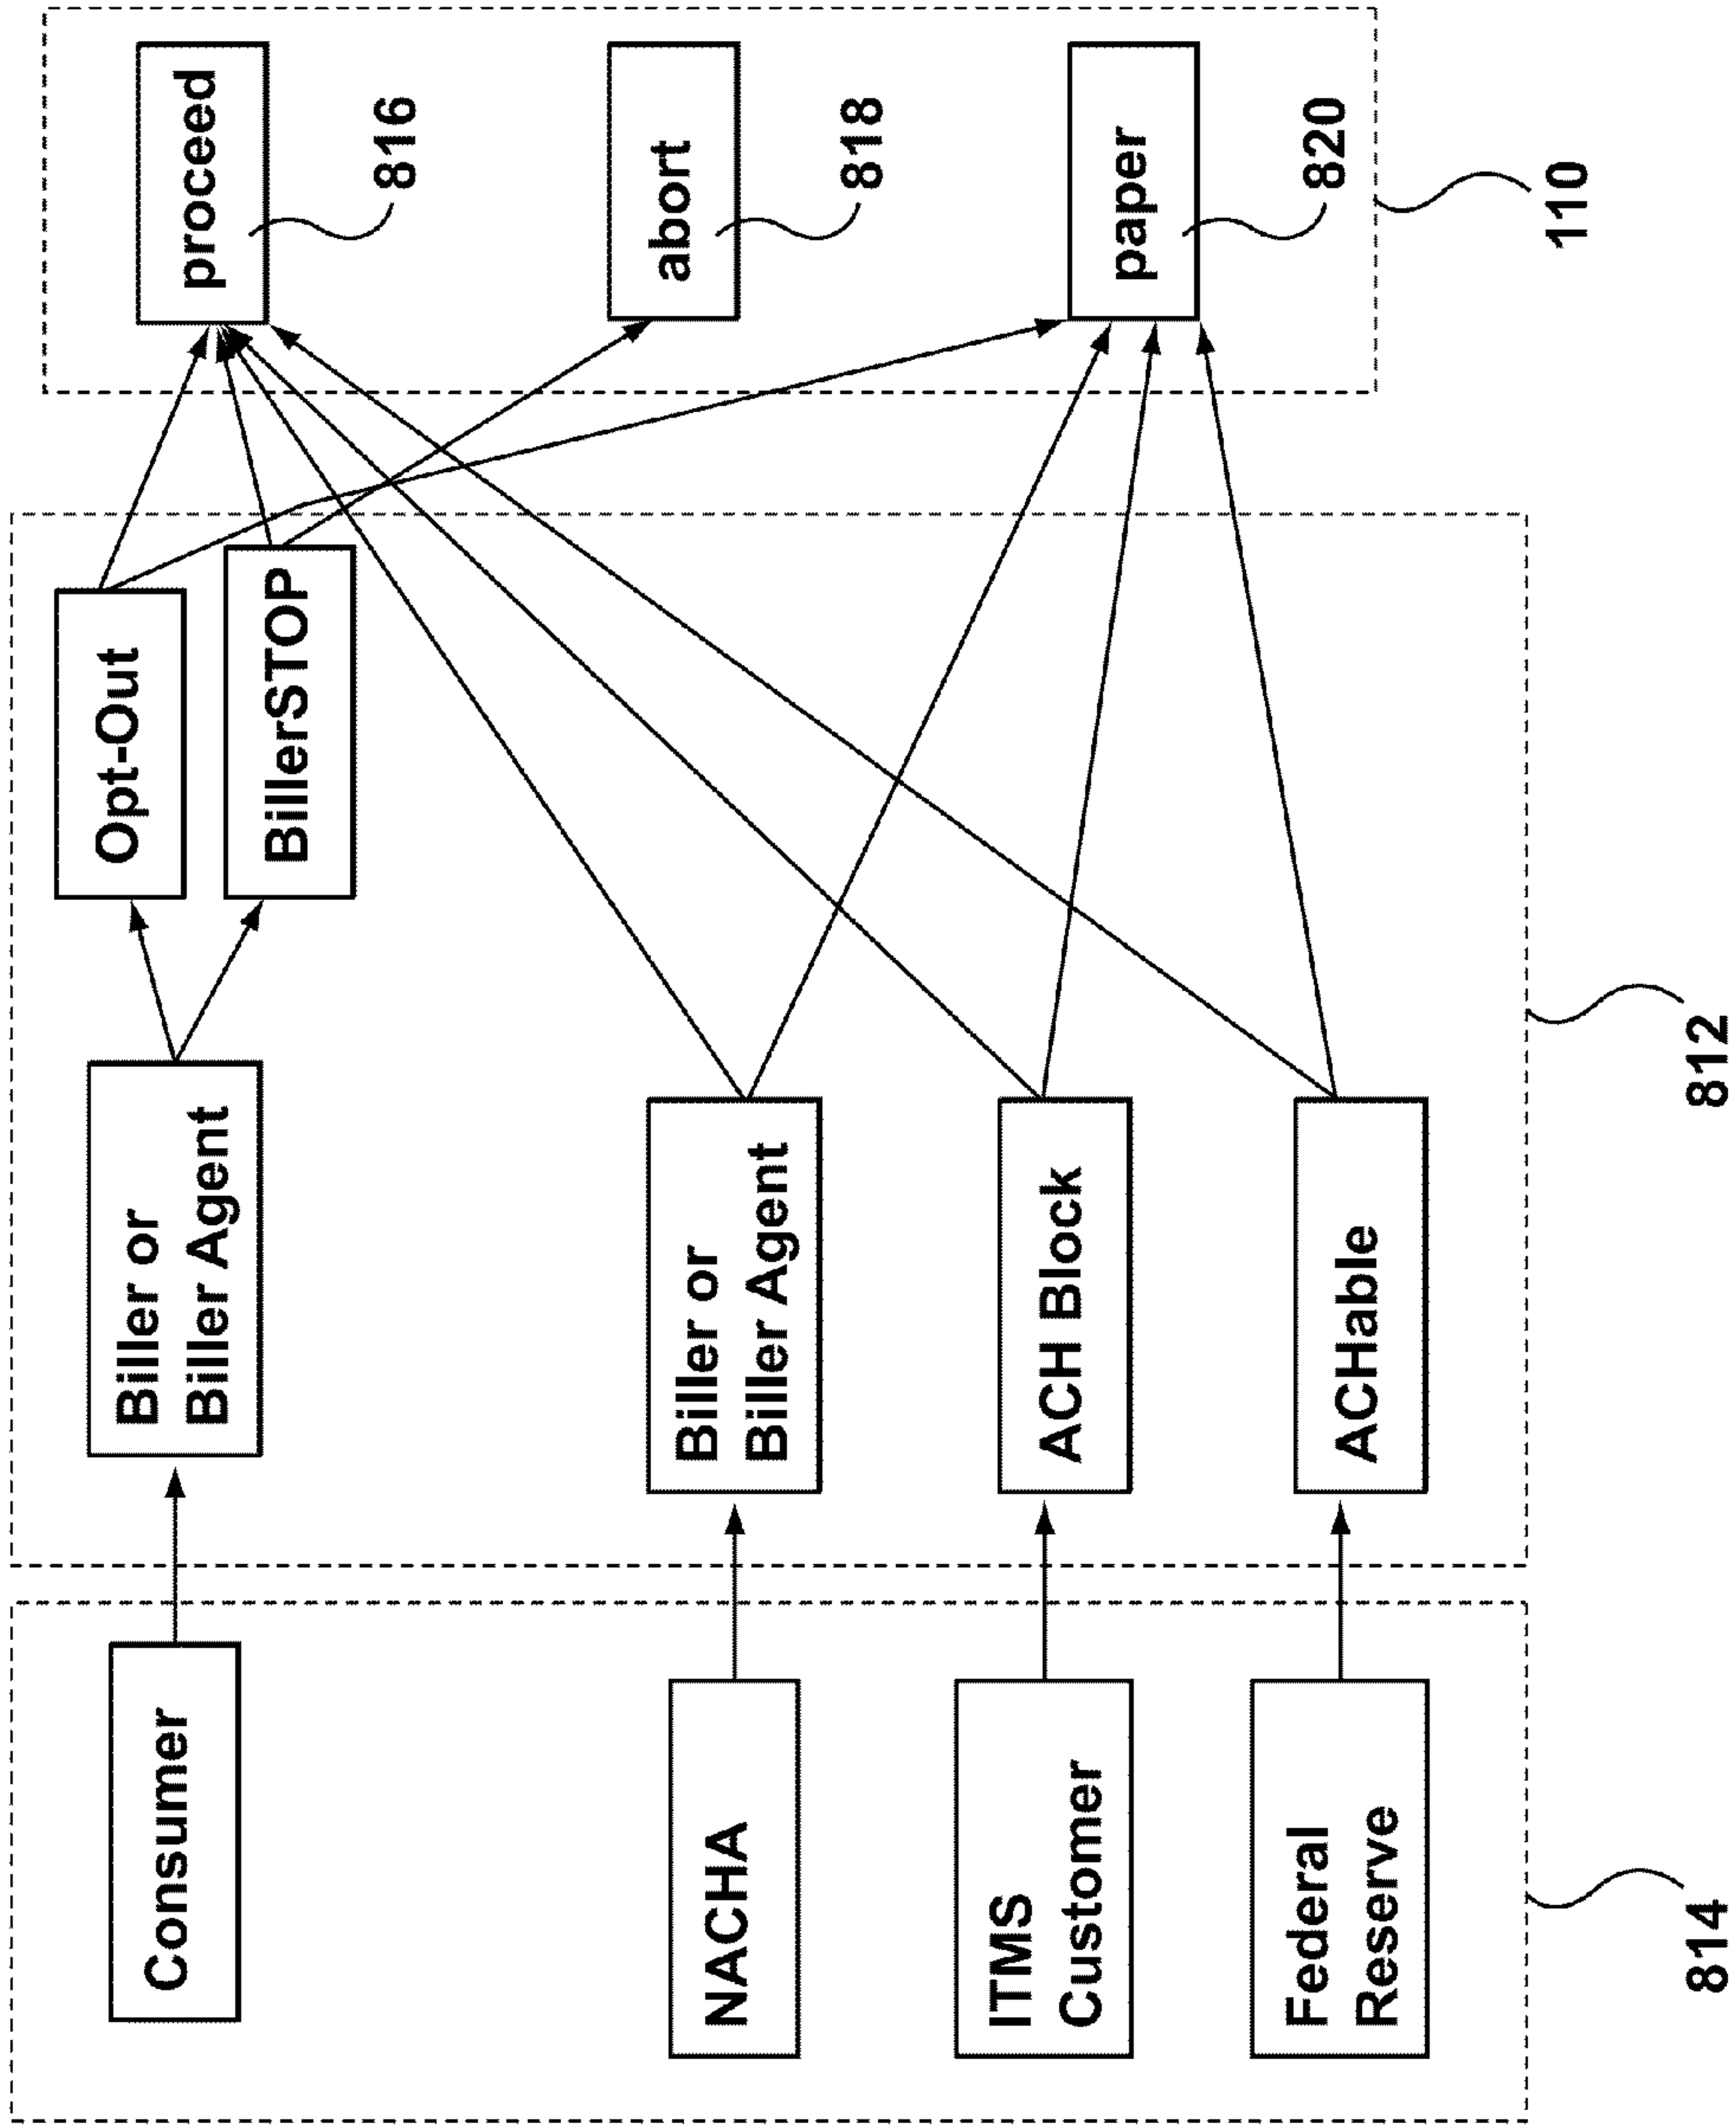 Consumer
NACHA
ITMS
Customer
Federal
Reserve
814
Biller or
Biller Agent
Opt-Out
BillerSTOP
Biller or
Biller Agent
ACH Block
ACHable
812
proceed
816
abort
818
paper
820
110